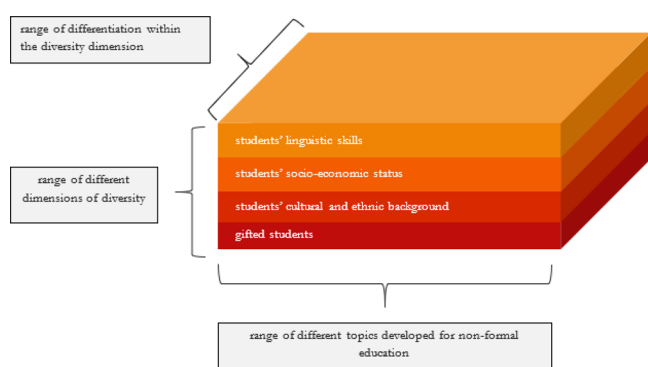 range of differentiation within
the diversity dimension
students' linguistic skills
students' socio-economic status
range of different
dimensions of diversity
students' cultural and ethnic background
gifted students
range of different topics developed for non-formal
education